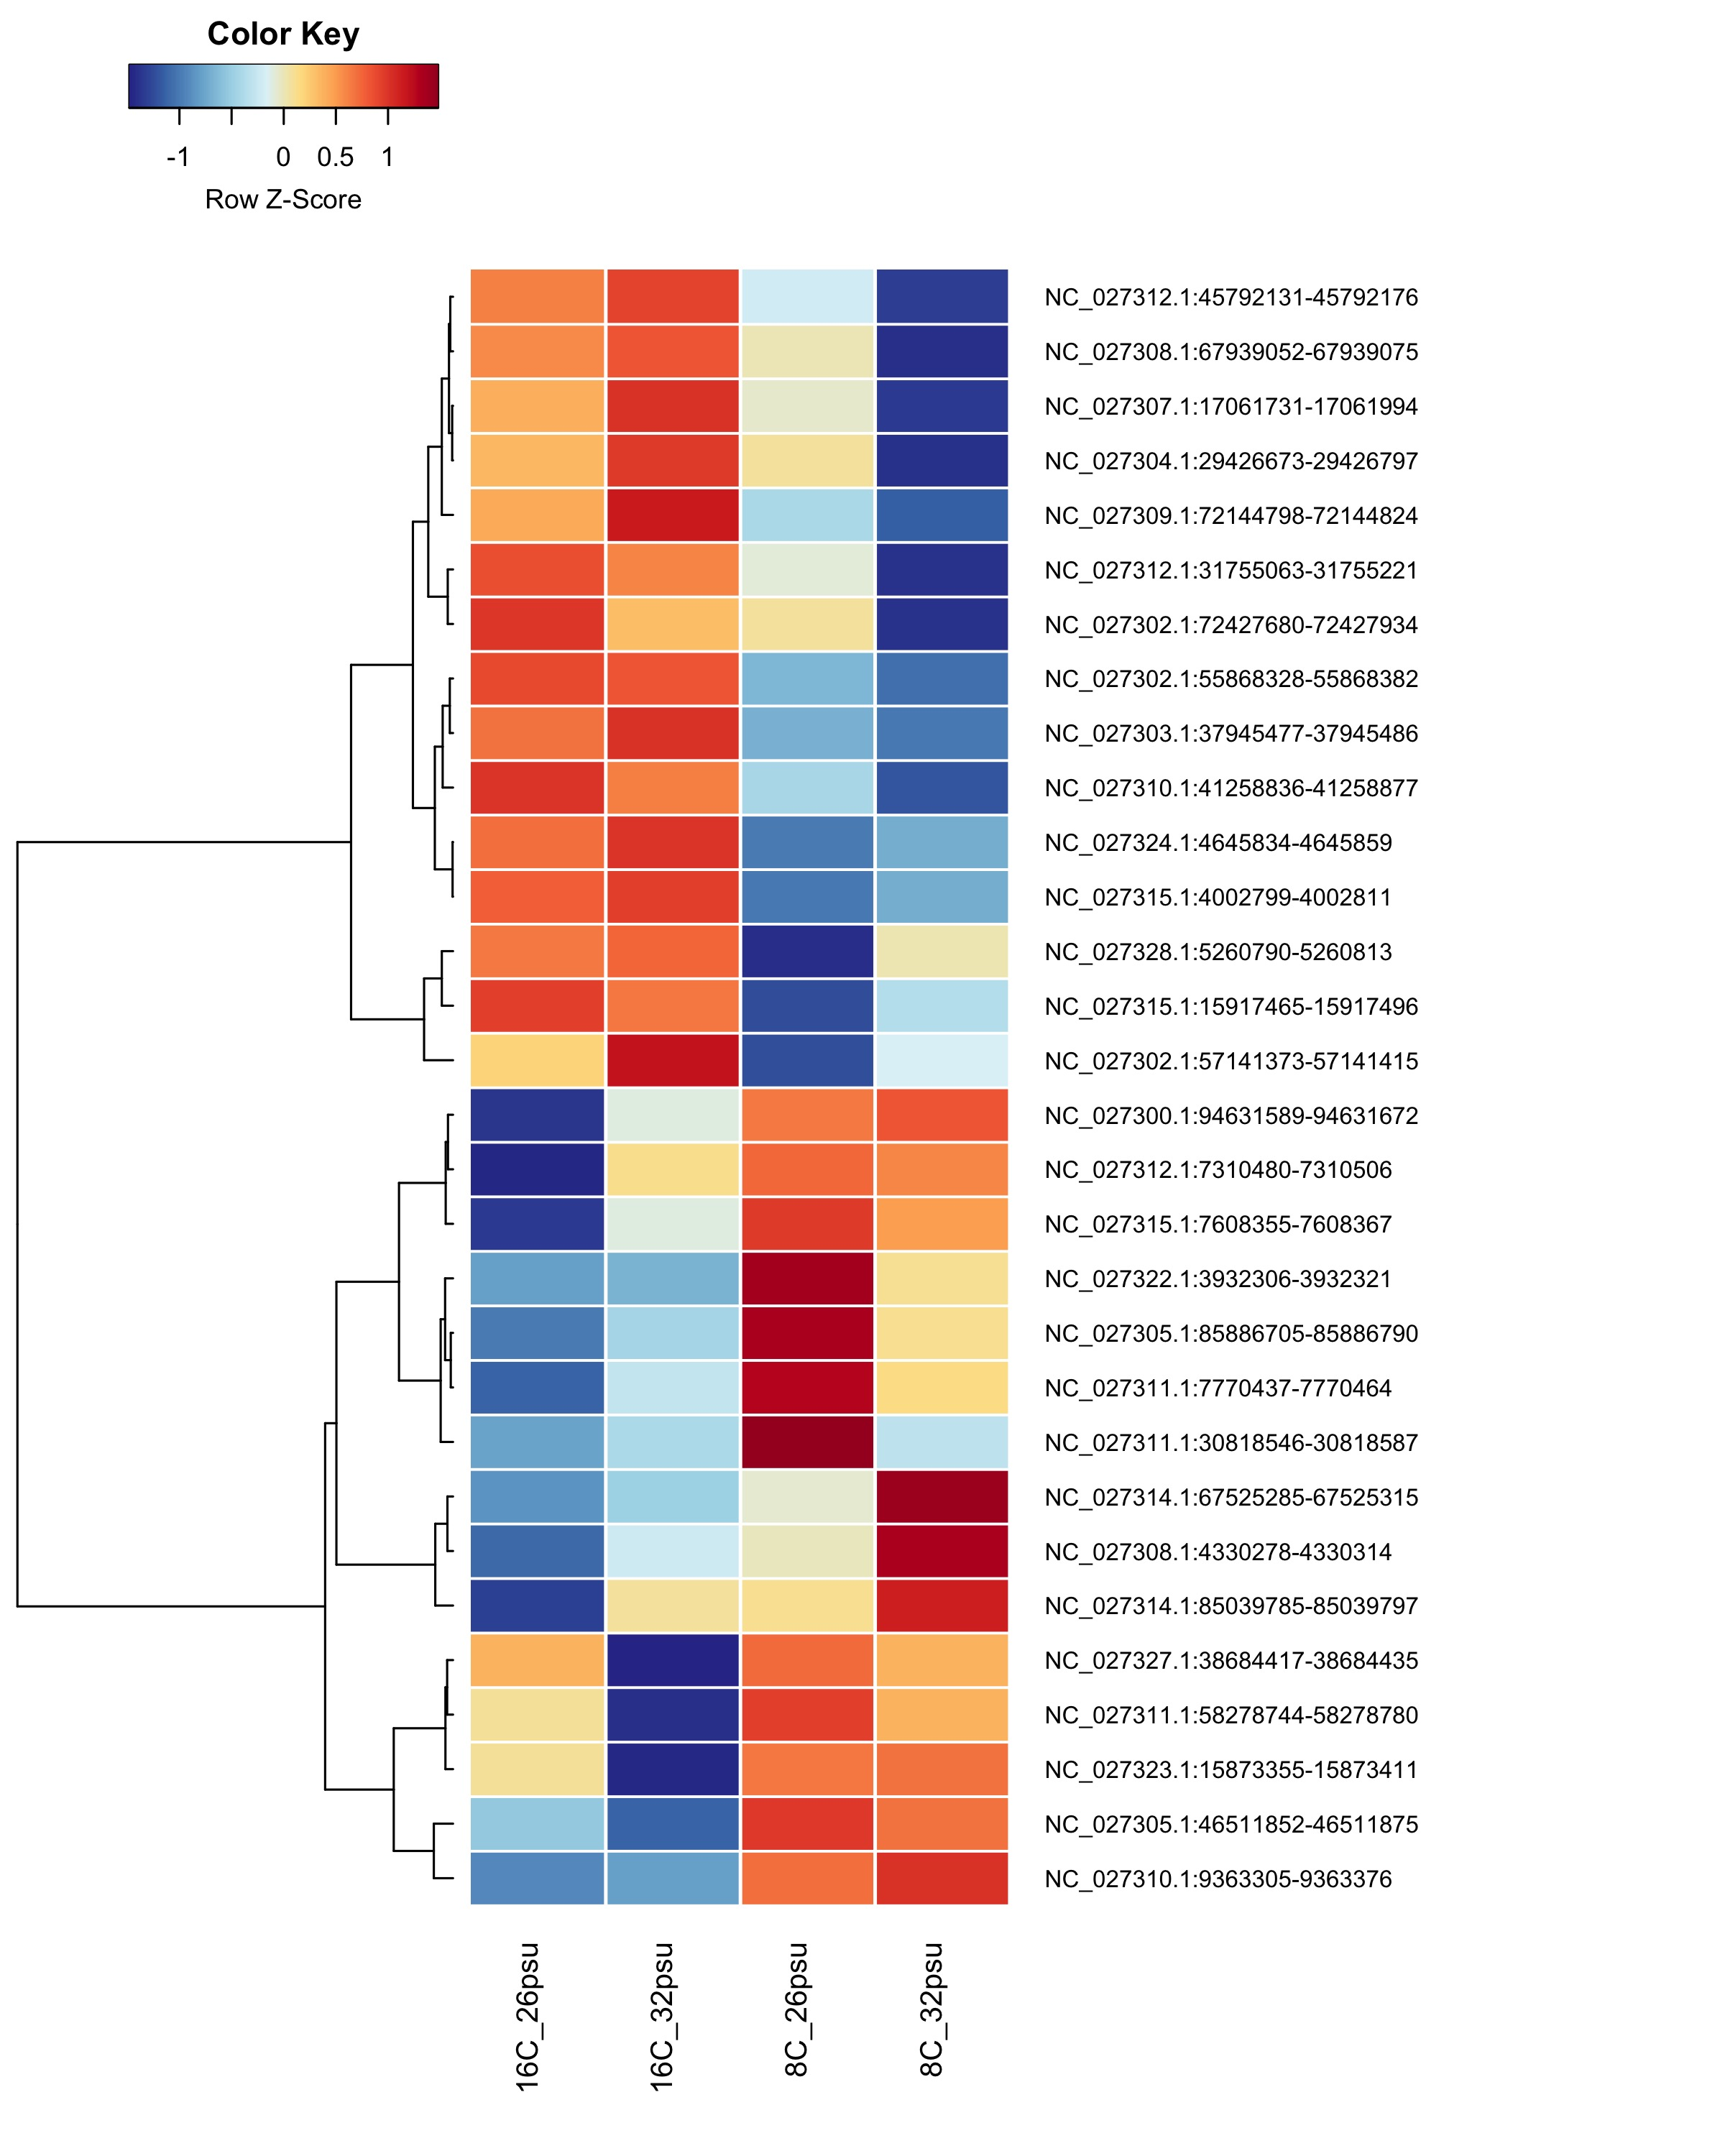 Color Key
-1 0 0.5 1
Row Z-Score
NC_027312.1:45792131-45792176
NC_027308.1:67939052-67939075
NC_027307.1:17061731-17061994
NC_027304.1:29426673-29426797
NC_027309.1:72144798-72144824
NC_027312.1:31755063-31755221
NC_027302.1:72427680-72427934
NC_027302.1:55868328-55868382
NC_027303.1:37945477-37945486
NC_027310.1:41258836-41258877
NC_027324.1:4645834-4645859
NC_027315.1:4002799-4002811
NC_027328.1:5260790-5260813
NC_027315.1:15917465-15917496
NC_027302.1:57141373-57141415
NC_027300.1:94631589-94631672
NC_027312.1:7310480-7310506
NC_027315.1:7608355-7608367
NC_027322.1:3932306-3932321
NC_027305.1:85886705-85886790
NC_027311.1:7770437-7770464
NC_027311.1:30818546-30818587
NC_027314.1:67525285-67525315
NC_027308.1:4330278-4330314
NC_027314.1:85039785-85039797
NC_027327.1:38684417-38684435
NC_027311.1:58278744-58278780
NC_027323.1:15873355-15873411
NC_027305.1:46511852-46511875
NC_027310.1:9363305-9363376
16C_26psu
16C_32psu
8C_26psu
8C_32psu